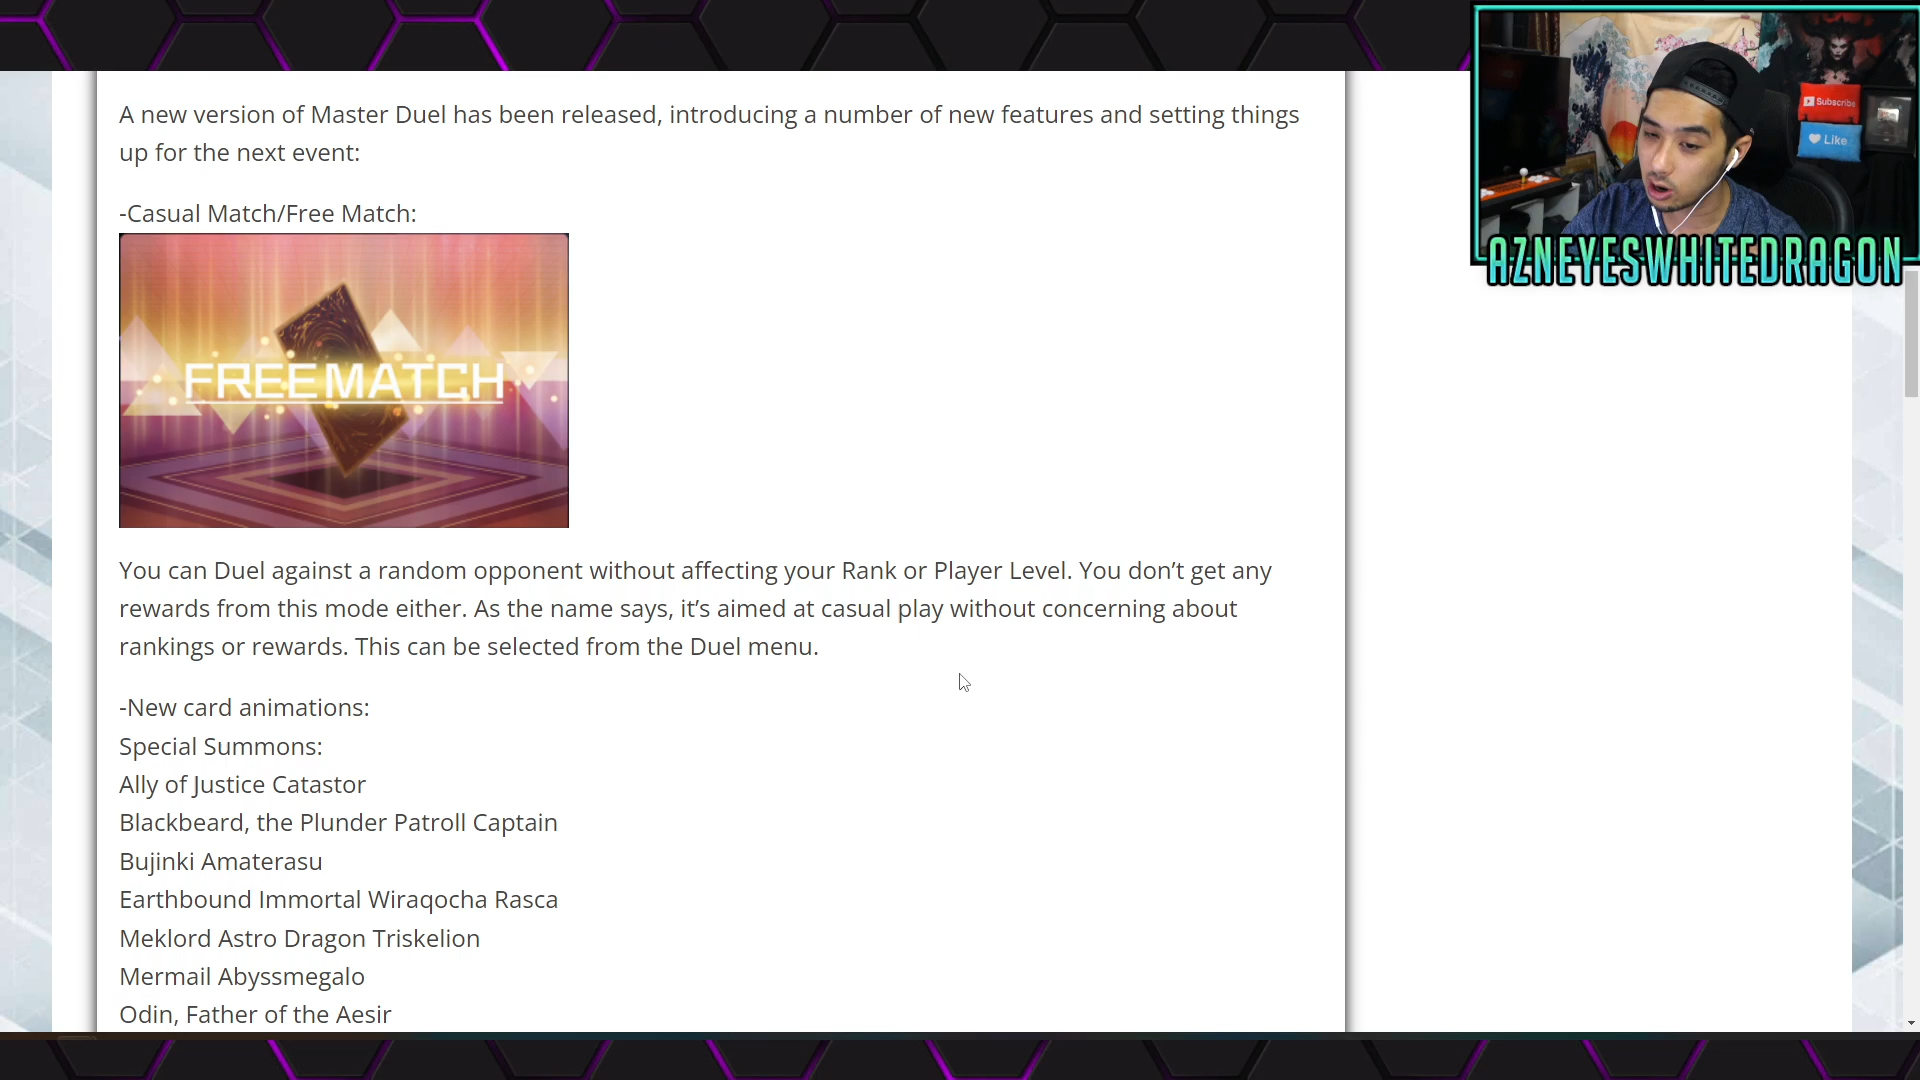 A new version of Master Duel has been released, introducing a number of new features and setting things
up for the next event:
-Casual Match/Free Match:
FREE MATCH
You can Duel against a random opponent without affecting your Rank or Player Level. You don’t get any
rewards from this mode either. As the name says, it’s aimed at casual play without concerning about
rankings or rewards. This can be selected from the Duel menu.
-New card animations:
Special Summons:
Ally of Justice Catastor
Blackbeard, the Plunder Patroll Captain
Bujinki Amaterasu
Earthbound Immortal Wiraqocha Rasca
Meklord Astro Dragon Triskelion
Mermail Abyssmegalo
Odin, Father of the Aesir
Subscribe
Like
AZNEYESWHITEDRAGON